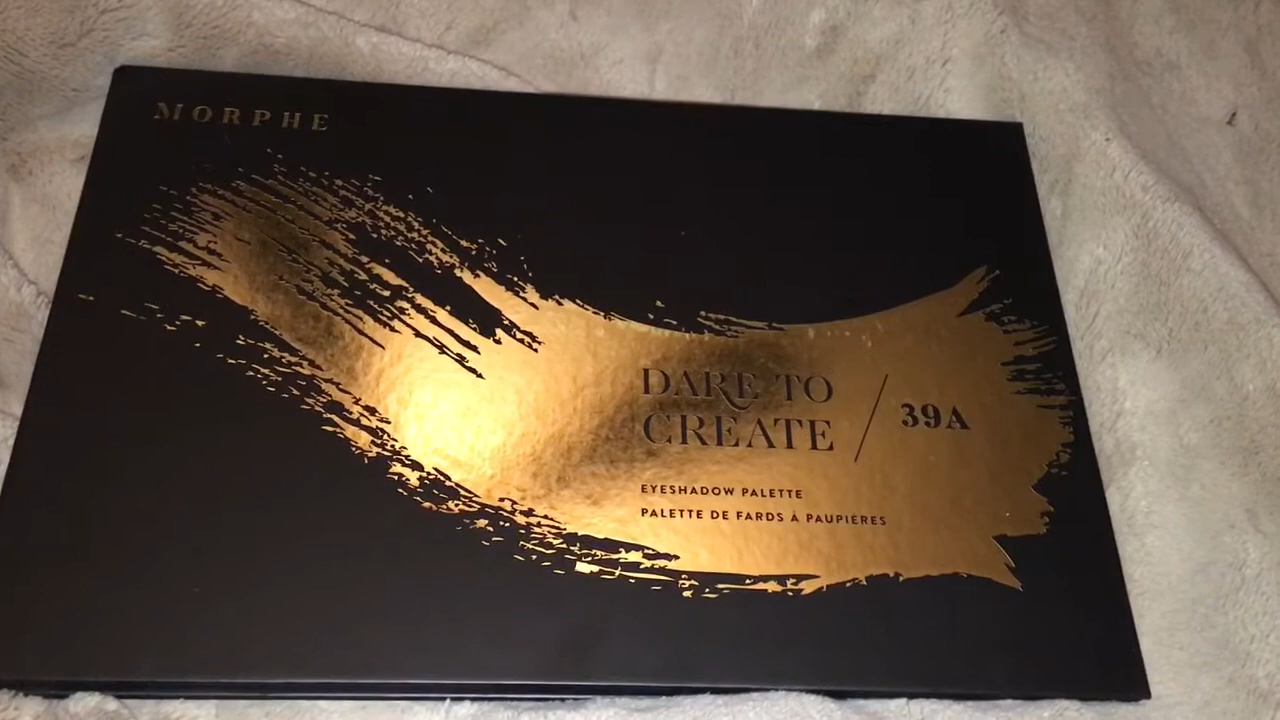 MORPHE
DARE TO
CREATE
39A
EYESHADOW PALETTE
PALETTE DE FARDS À PAUPIÈRES